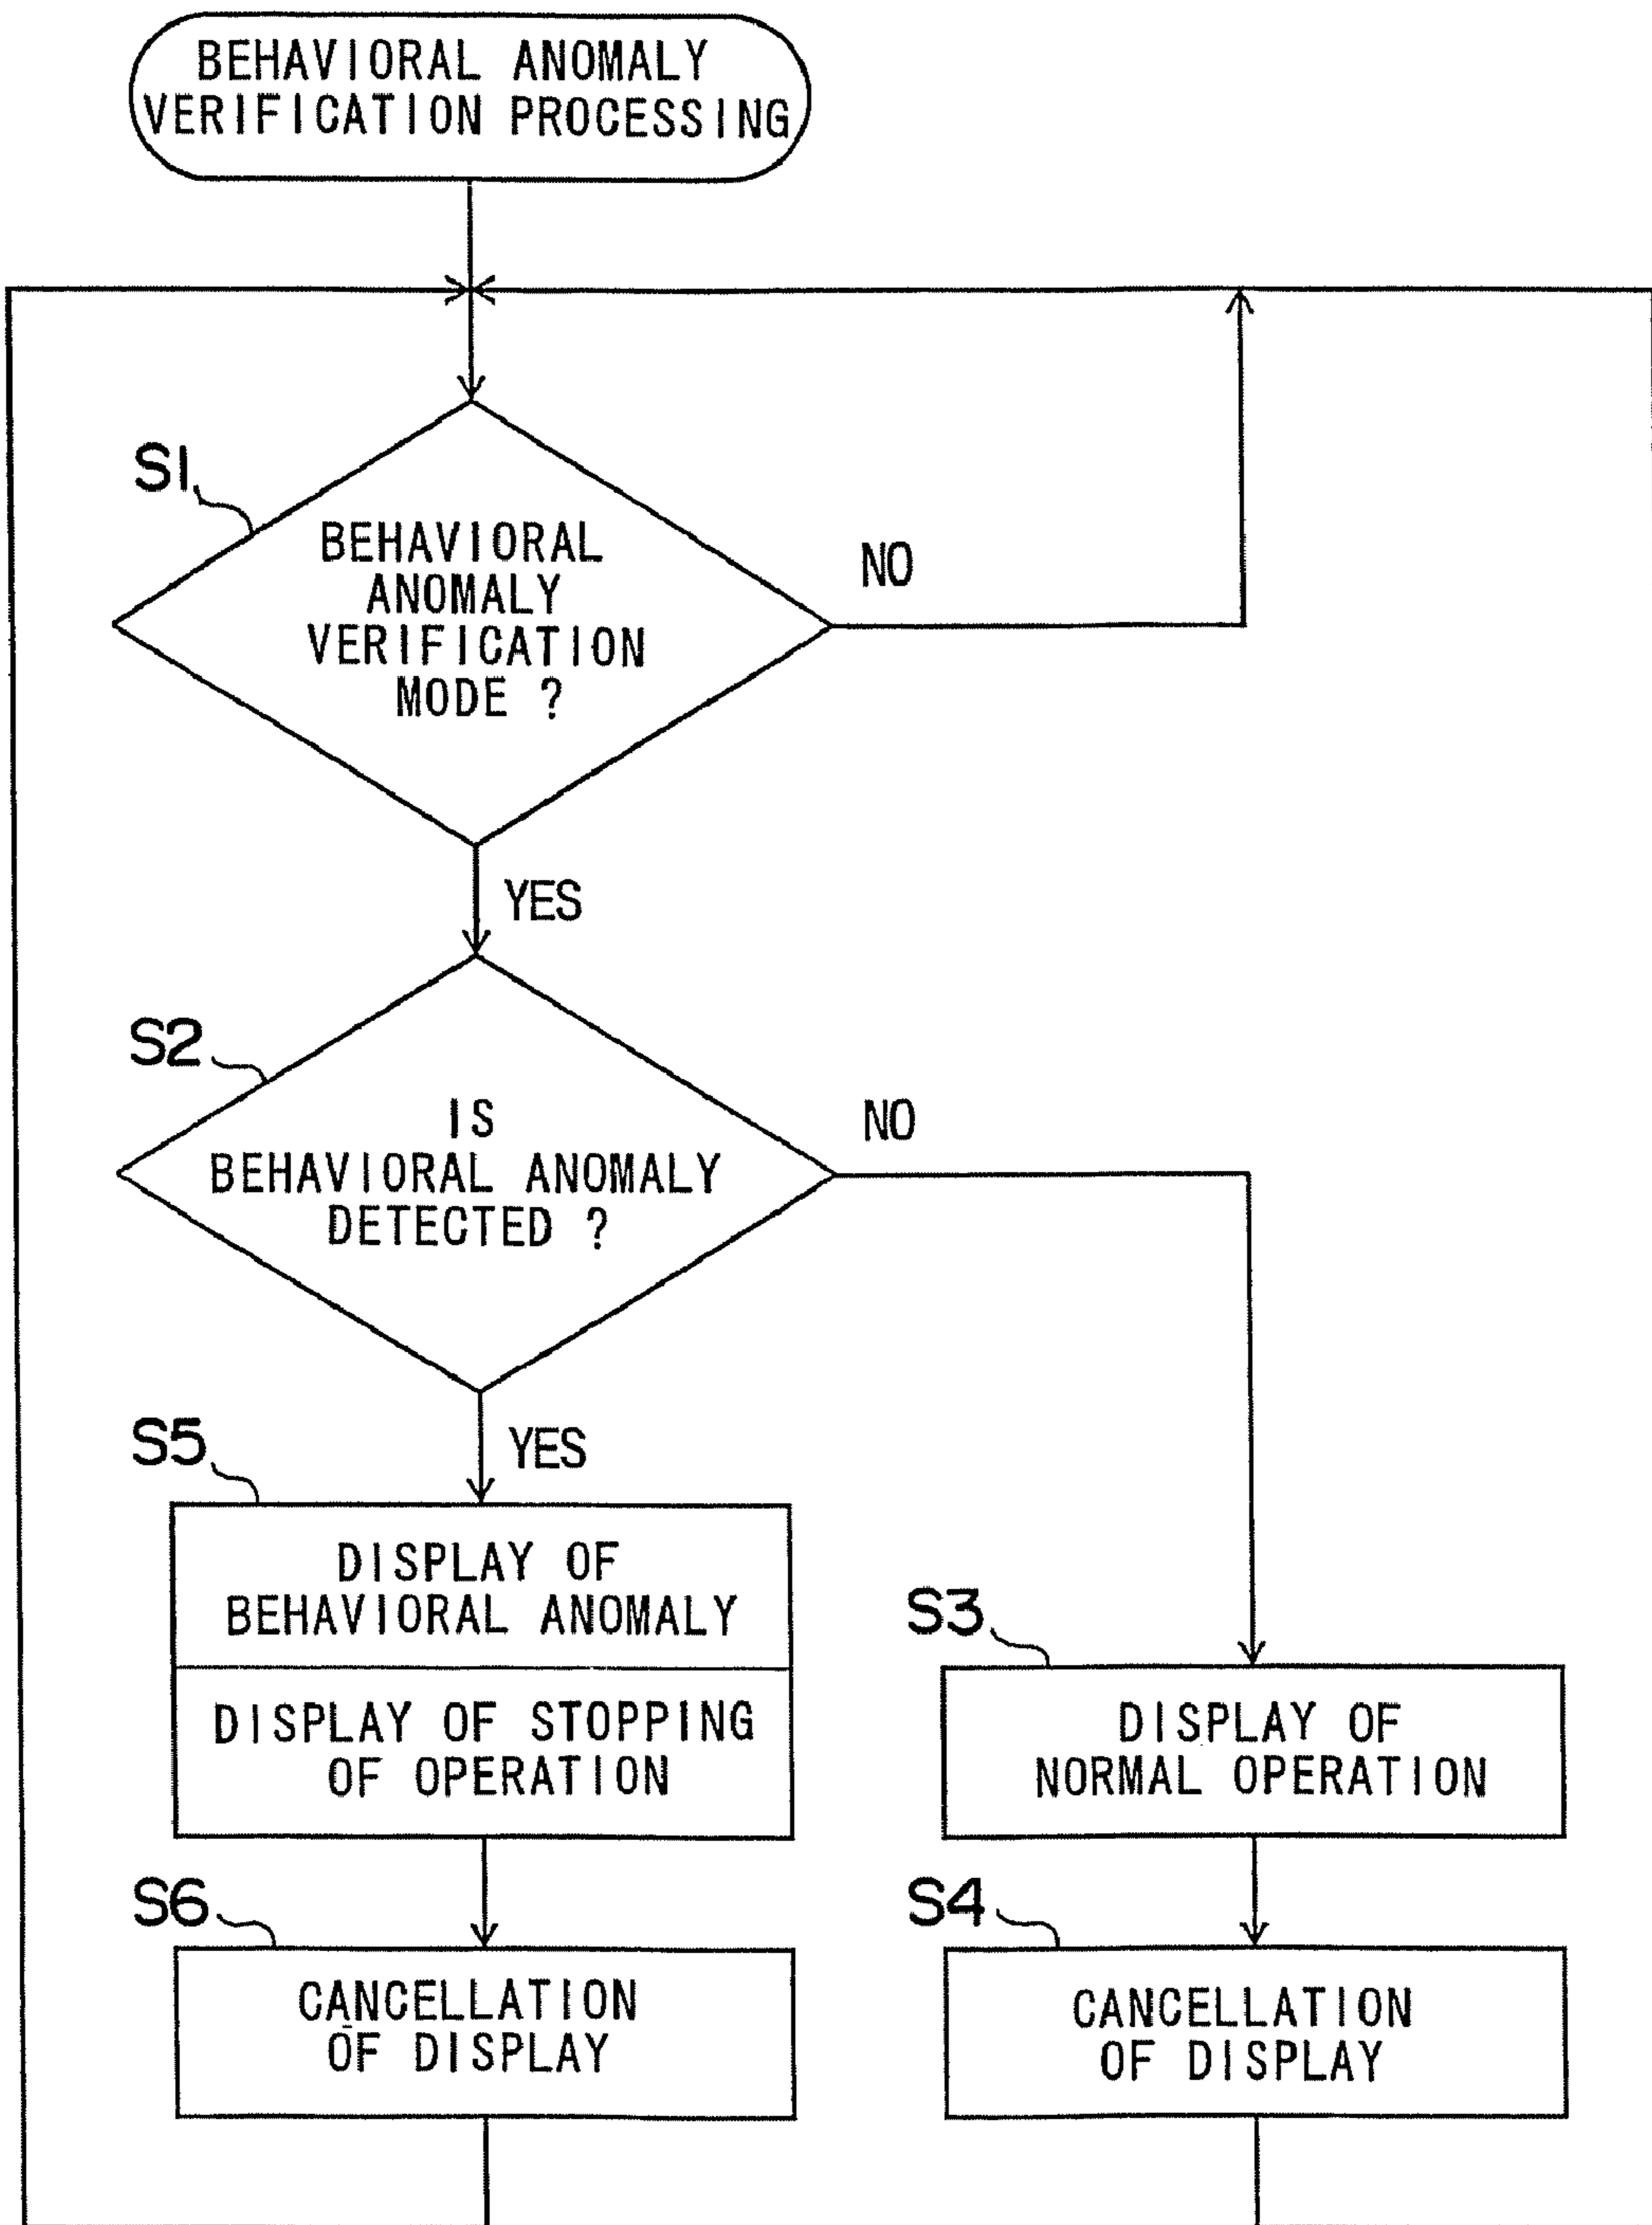 BEHAVIORAL ANOMALY
VERIFICATION PROCESSING
S1
BEHAVIORAL
ANOMALY
VERIFICATION
MODE ?
NO
YES
S2
IS
BEHAVIORAL ANOMALY
DETECTED ?
NO
YES
S5
DISPLAY OF
BEHAVIORAL ANOMALY
DISPLAY OF STOPPING
OF OPERATION
S3
DISPLAY OF
NORMAL OPERATION
S6
CANCELLATION
OF DISPLAY
S4
CANCELLATION
OF DISPLAY